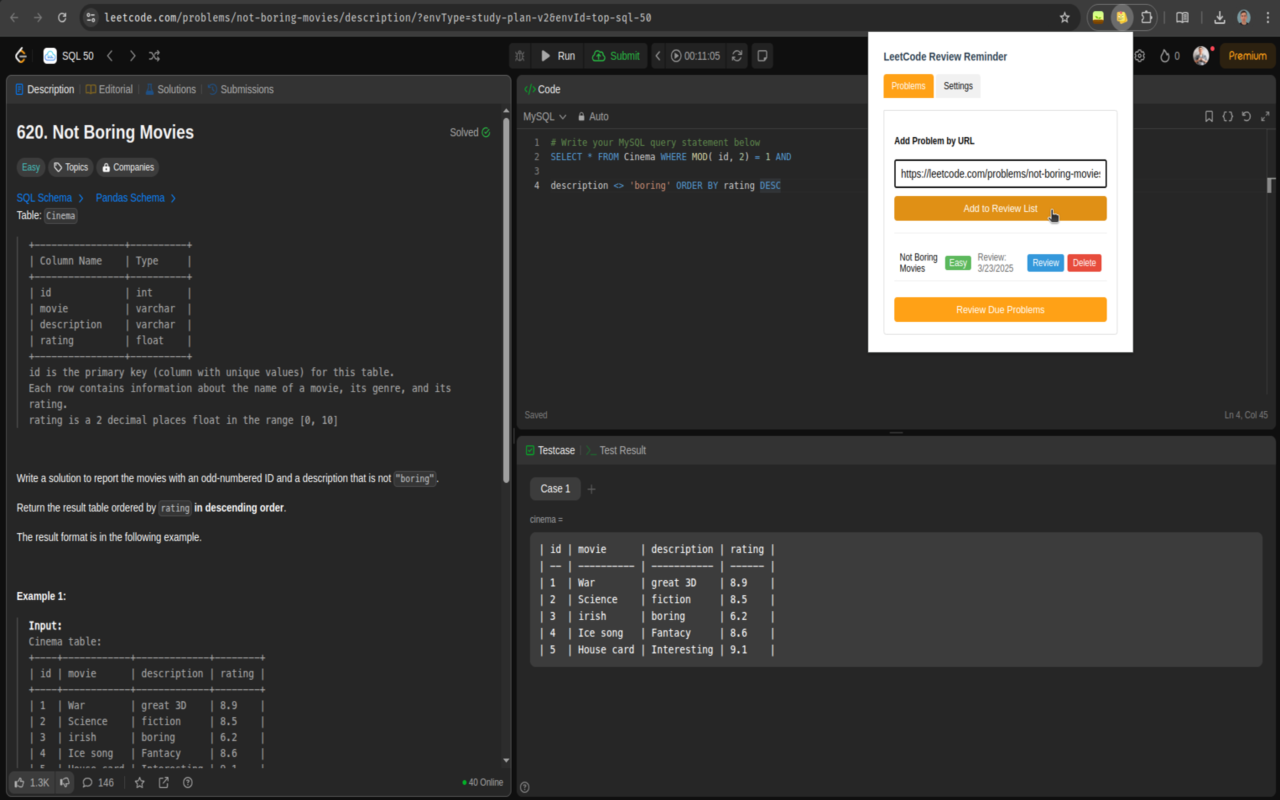 leetcode.com/problems/not-boring-movies/description/?envType=study-plan-v2&envId=top-sql-50
SQL 50
Run
Submit
00:11:05
0
Premium
Description
Editorial
Solutions
Submissions
620. Not Boring Movies
Solved
Easy
Topics
Companies
SQL Schema
Pandas Schema
Table: Cinema
+-------------+----------+
| Column Name | Type     |
+-------------+----------+
| id          | int      |
| movie       | varchar  |
| description | varchar  |
| rating      | float    |
+-------------+----------+
id is the primary key (column with unique values) for this table.
Each row contains information about the name of a movie, its genre, and its
rating.
rating is a 2 decimal places float in the range [0, 10]
Write a solution to report the movies with an odd-numbered ID and a description that is not "boring".
Return the result table ordered by rating in descending order.
The result format is in the following example.
Example 1:
Input:
Cinema table:
+----+------------+-------------+--------+
| id | movie      | description | rating |
+----+------------+-------------+--------+
| 1  | War        | great 3D    | 8.9    |
| 2  | Science    | fiction     | 8.5    |
| 3  | irish      | boring      | 6.2    |
| 4  | Ice song   | Fantacy     | 8.6    |
| 5  | House card | Interesting | 9.1    |
1.3K
146
40 Online
Code
MySQL
Auto
1 # Write your MySQL query statement below
2 SELECT * FROM Cinema WHERE MOD( id, 2) = 1 AND
3
4 description <> 'boring' ORDER BY rating DESC
Saved
Ln 4, Col 45
Testcase
Test Result
Case 1
cinema =
| id | movie      | description | rating |
| -- | ---------- | ----------- | ------ |
| 1  | War        | great 3D    | 8.9    |
| 2  | Science    | fiction     | 8.5    |
| 3  | irish      | boring      | 6.2    |
| 4  | Ice song   | Fantacy     | 8.6    |
| 5  | House card | Interesting | 9.1    |
LeetCode Review Reminder
Problems
Settings
Add Problem by URL
https://leetcode.com/problems/not-boring-movies
Add to Review List
Not Boring
Movies
Easy
Review:
3/23/2025
Review
Delete
Review Due Problems